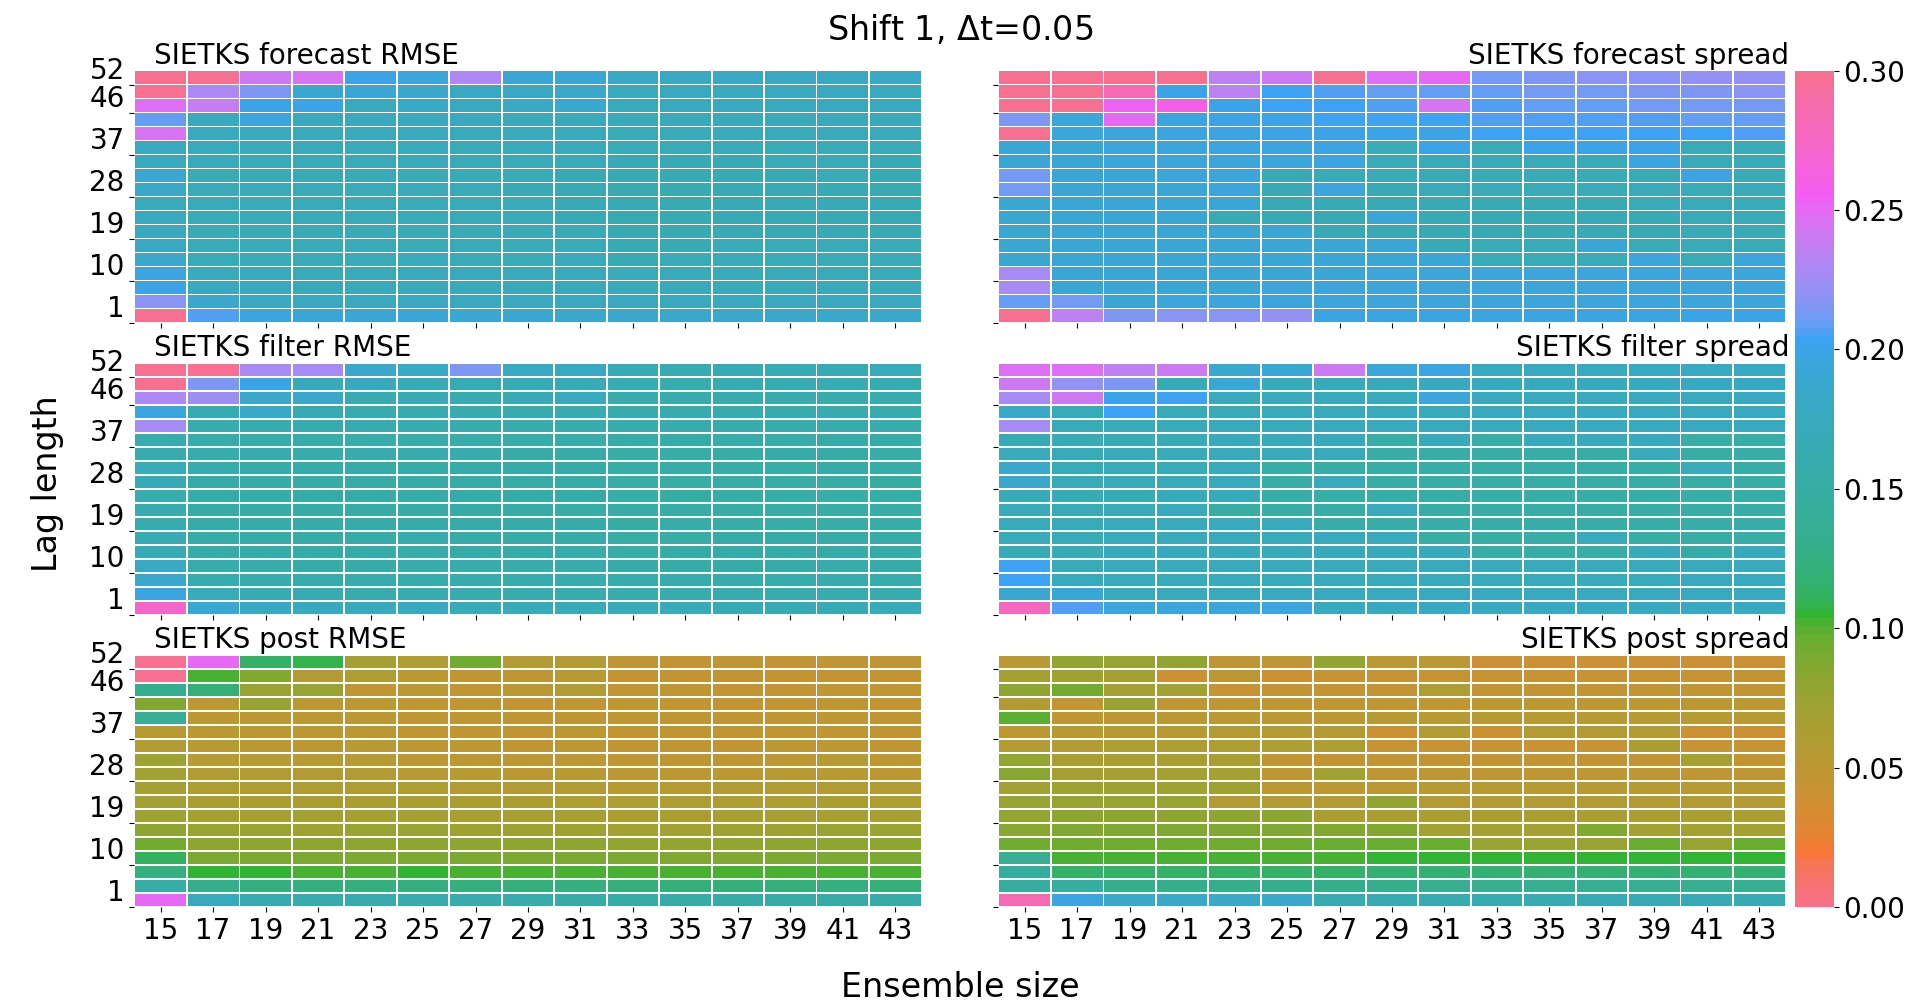 Shift 1, Δt=0.05
SIETKS forecast RMSE
SIETKS forecast spread
52
46
37
28
19
10
1
SIETKS filter RMSE
SIETKS filter spread
52
46
37
28
19
10
1
SIETKS post RMSE
SIETKS post spread
52
46
37
28
19
10
1
15 17 19 21 23 25 27 29 31 33 35 37 39 41 43
15 17 19 21 23 25 27 29 31 33 35 37 39 41 43
0.30
0.25
0.20
0.15
0.10
0.05
0.00
Lag length
Ensemble size